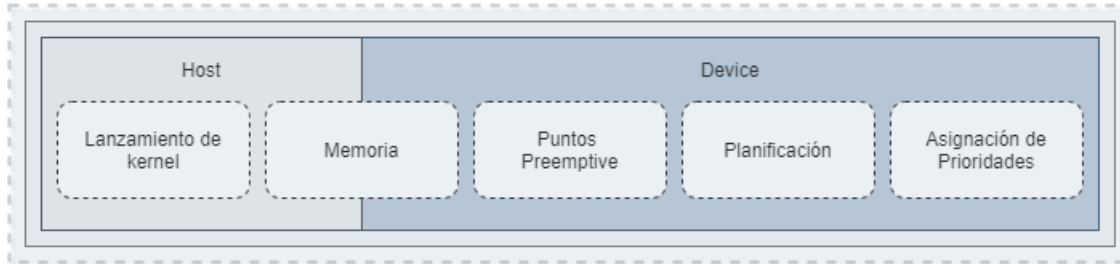 Host
Device
Lanzamiento de
kernel
Memoria
Puntos
Preemptive
Planificación
Asignación de
Prioridades